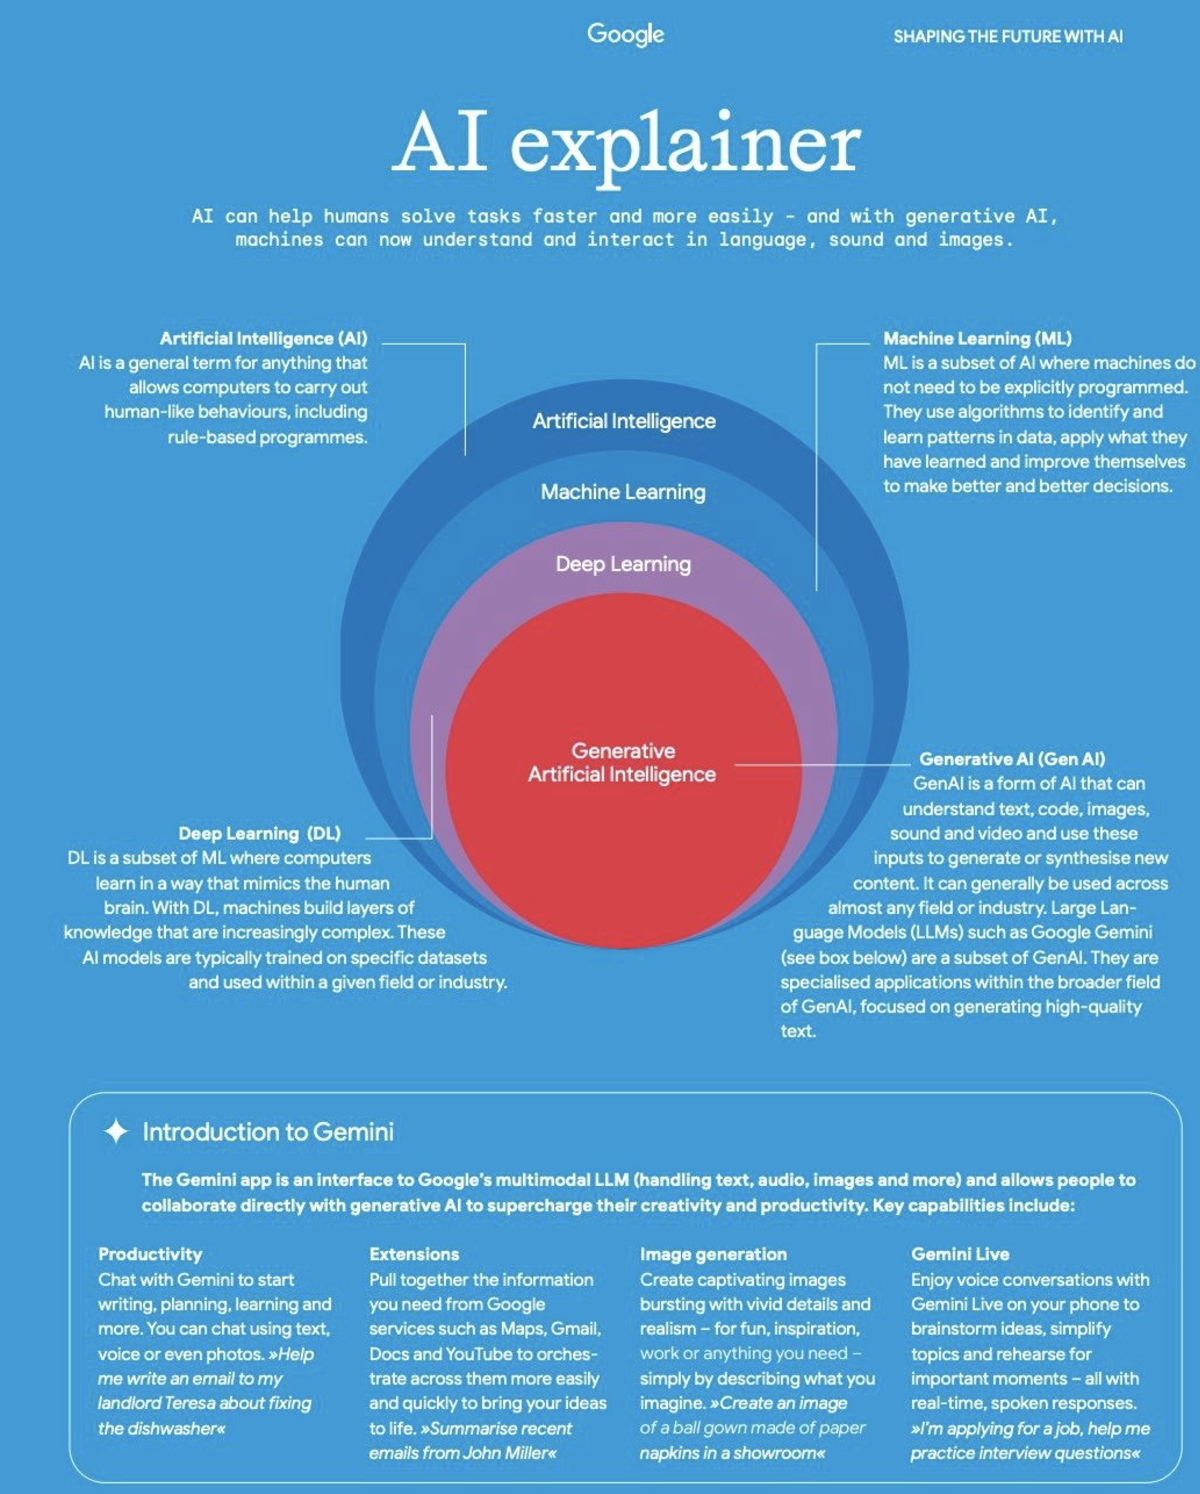 Google
SHAPING THE FUTURE WITH AI
AI explainer
AI can help humans solve tasks faster and more easily – and with generative AI,
machines can now understand and interact in language, sound and images.
Artificial Intelligence (AI)
AI is a general term for anything that
allows computers to carry out
human-like behaviours, including
rule-based programmes.
Machine Learning (ML)
ML is a subset of AI where machines do
not need to be explicitly programmed.
They use algorithms to identify and
learn patterns in data, apply what they
have learned and improve themselves
to make better and better decisions.
Artificial Intelligence
Machine Learning
Deep Learning
Generative
Artificial Intelligence
Deep Learning (DL)
DL is a subset of ML where computers
learn in a way that mimics the human
brain. With DL, machines build layers of
knowledge that are increasingly complex. These
AI models are typically trained on specific datasets
and used within a given field or industry.
Generative AI (Gen AI)
GenAI is a form of AI that can
understand text, code, images,
sound and video and use these
inputs to generate or synthesise new
content. It can generally be used across
almost any field or industry. Large Lan-
guage Models (LLMs) such as Google Gemini
(see box below) are a subset of GenAI. They are
specialised applications within the broader field
of GenAI, focused on generating high-quality
text.
Introduction to Gemini
The Gemini app is an interface to Google's multimodal LLM (handling text, audio, images and more) and allows people to
collaborate directly with generative AI to supercharge their creativity and productivity. Key capabilities include:
Productivity
Chat with Gemini to start
writing, planning, learning and
more. You can chat using text,
voice or even photos. »Help
me write an email to my
landlord Teresa about fixing
the dishwasher«
Extensions
Pull together the information
you need from Google
services such as Maps, Gmail,
Docs and YouTube to orches-
trate across them more easily
and quickly to bring your ideas
to life. »Summarise recent
emails from John Miller«
Image generation
Create captivating images
bursting with vivid details and
realism – for fun, inspiration,
work or anything you need –
simply by describing what you
imagine. »Create an image
of a ball gown made of paper
napkins in a showroom«
Gemini Live
Enjoy voice conversations with
Gemini Live on your phone to
brainstorm ideas, simplify
topics and rehearse for
important moments – all with
real-time, spoken responses.
»I'm applying for a job, help me
practice interview questions«